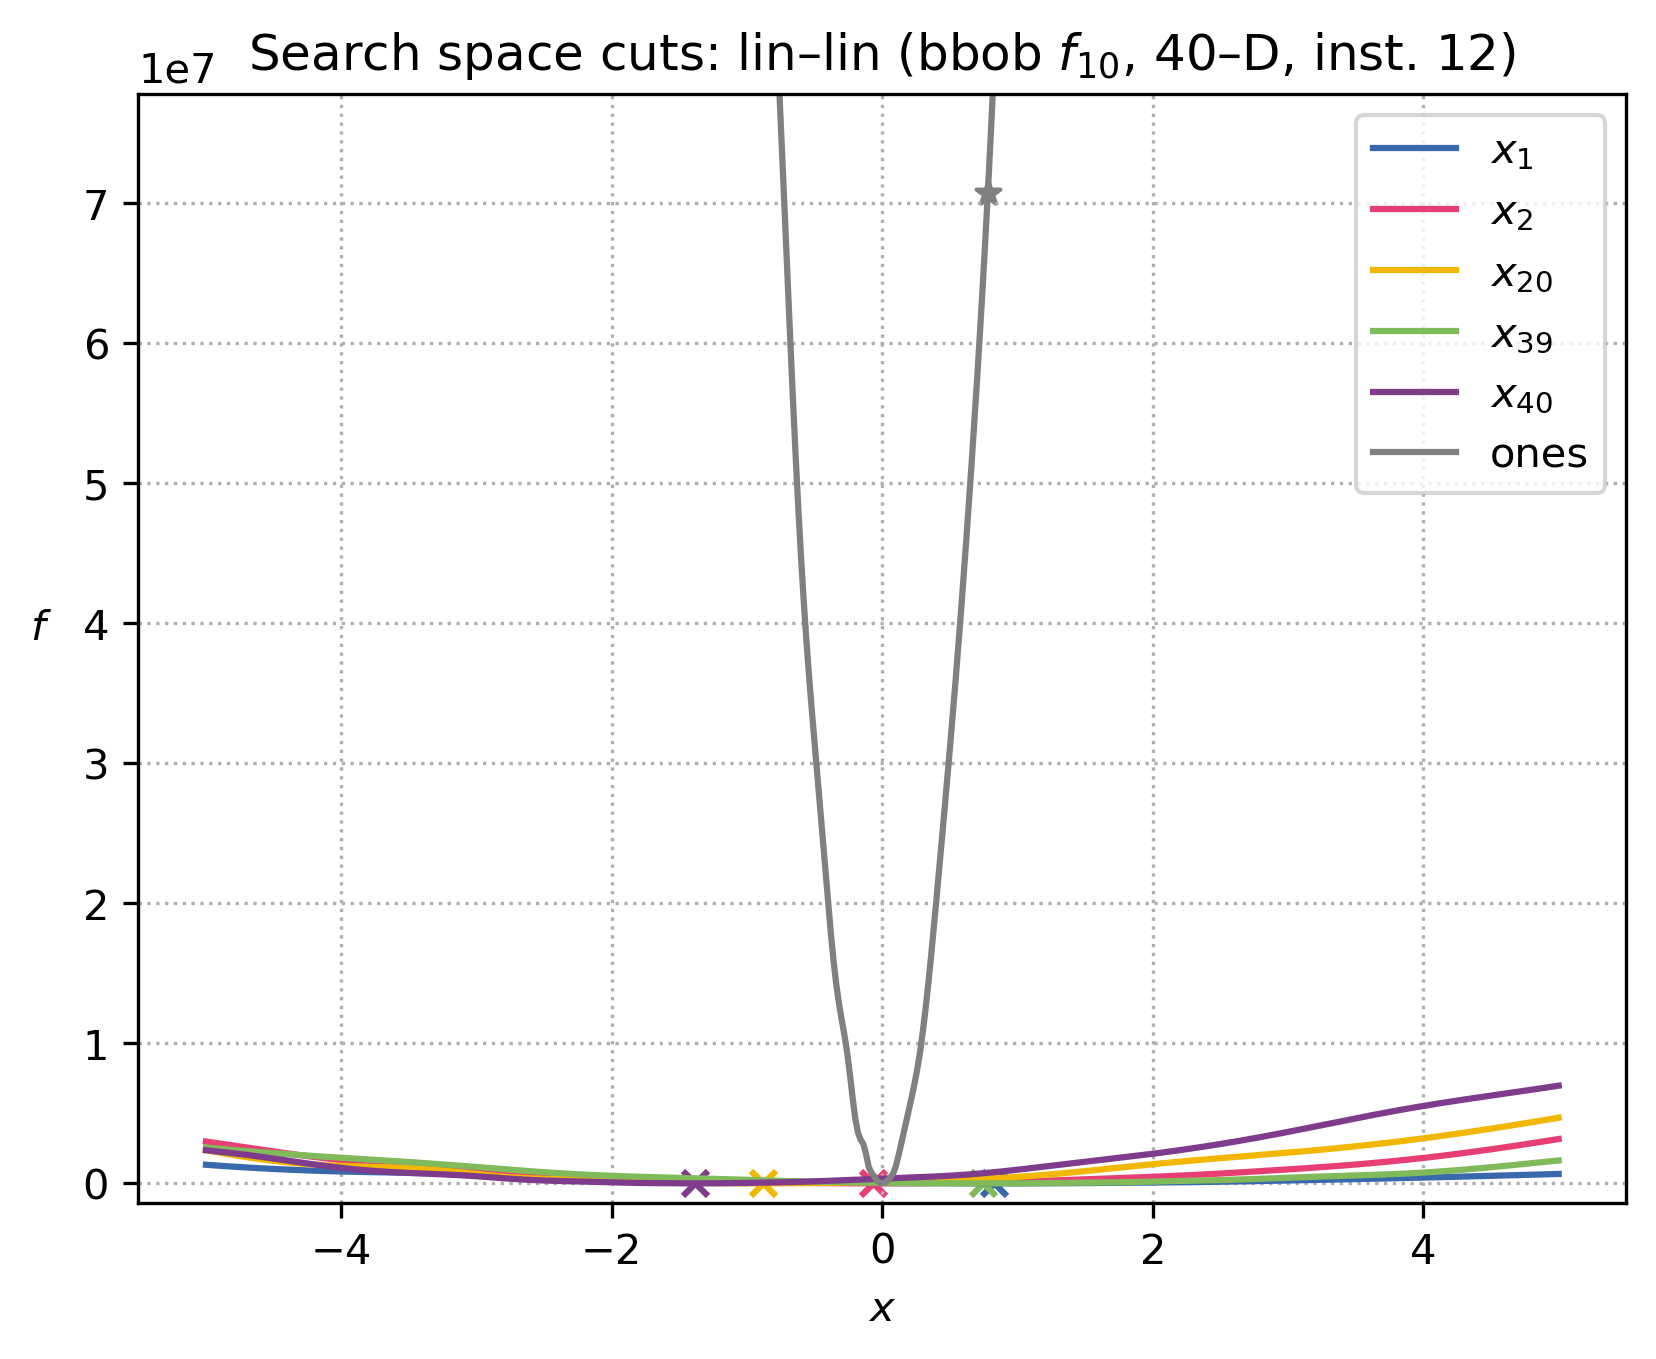 Search space cuts: lin–lin (bbob f10, 40–D, inst. 12)
1e7
7
6
5
4
3
2
1
0
f
−4
−2
0
2
4
x
x1
x2
x20
x39
x40
ones